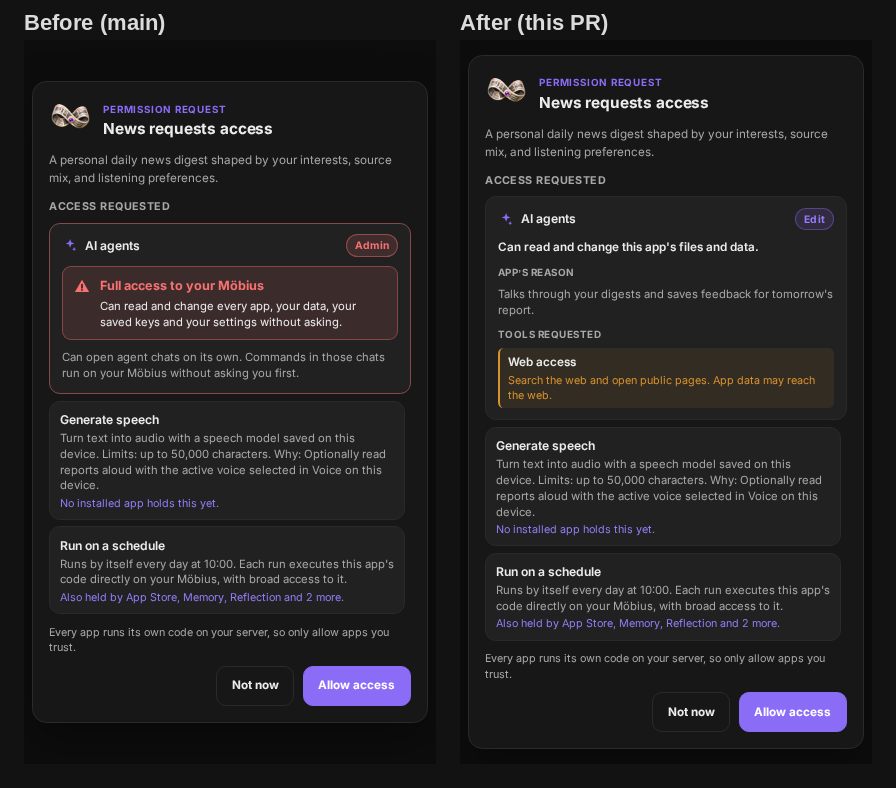 Before (main)
PERMISSION REQUEST
News requests access
A personal daily news digest shaped by your interests, source
mix, and listening preferences.
ACCESS REQUESTED
AI agents
Admin
Full access to your Möbius
Can read and change every app, your data, your
saved keys and your settings without asking.
Can open agent chats on its own. Commands in those chats
run on your Möbius without asking you first.
Generate speech
Turn text into audio with a speech model saved on this
device. Limits: up to 50,000 characters. Why: Optionally read
reports aloud with the active voice selected in Voice on this
device.
No installed app holds this yet.
Run on a schedule
Runs by itself every day at 10:00. Each run executes this app's
code directly on your Möbius, with broad access to it.
Also held by App Store, Memory, Reflection and 2 more.
Every app runs its own code on your server, so only allow apps you
trust.
Not now
Allow access
After (this PR)
PERMISSION REQUEST
News requests access
A personal daily news digest shaped by your interests, source
mix, and listening preferences.
ACCESS REQUESTED
AI agents
Edit
Can read and change this app's files and data.
APP'S REASON
Talks through your digests and saves feedback for tomorrow's
report.
TOOLS REQUESTED
Web access
Search the web and open public pages. App data may reach
the web.
Generate speech
Turn text into audio with a speech model saved on this
device. Limits: up to 50,000 characters. Why: Optionally read
reports aloud with the active voice selected in Voice on this
device.
No installed app holds this yet.
Run on a schedule
Runs by itself every day at 10:00. Each run executes this app's
code directly on your Möbius, with broad access to it.
Also held by App Store, Memory, Reflection and 2 more.
Every app runs its own code on your server, so only allow apps you
trust.
Not now
Allow access